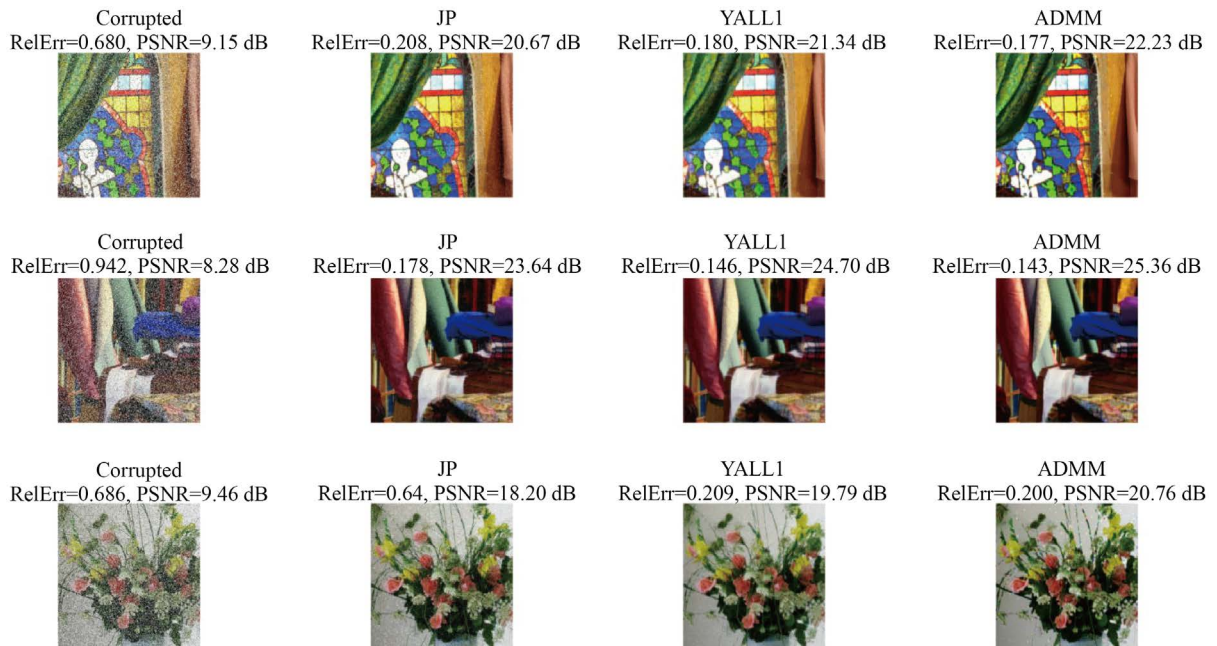 Corrupted
RelErr=0.680, PSNR=9.15 dB
JP
RelErr=0.208, PSNR=20.67 dB
YALL1
RelErr=0.180, PSNR=21.34 dB
ADMM
RelErr=0.177, PSNR=22.23 dB
Corrupted
RelErr=0.942, PSNR=8.28 dB
JP
RelErr=0.178, PSNR=23.64 dB
YALL1
RelErr=0.146, PSNR=24.70 dB
ADMM
RelErr=0.143, PSNR=25.36 dB
Corrupted
RelErr=0.686, PSNR=9.46 dB
JP
RelErr=0.64, PSNR=18.20 dB
YALL1
RelErr=0.209, PSNR=19.79 dB
ADMM
RelErr=0.200, PSNR=20.76 dB